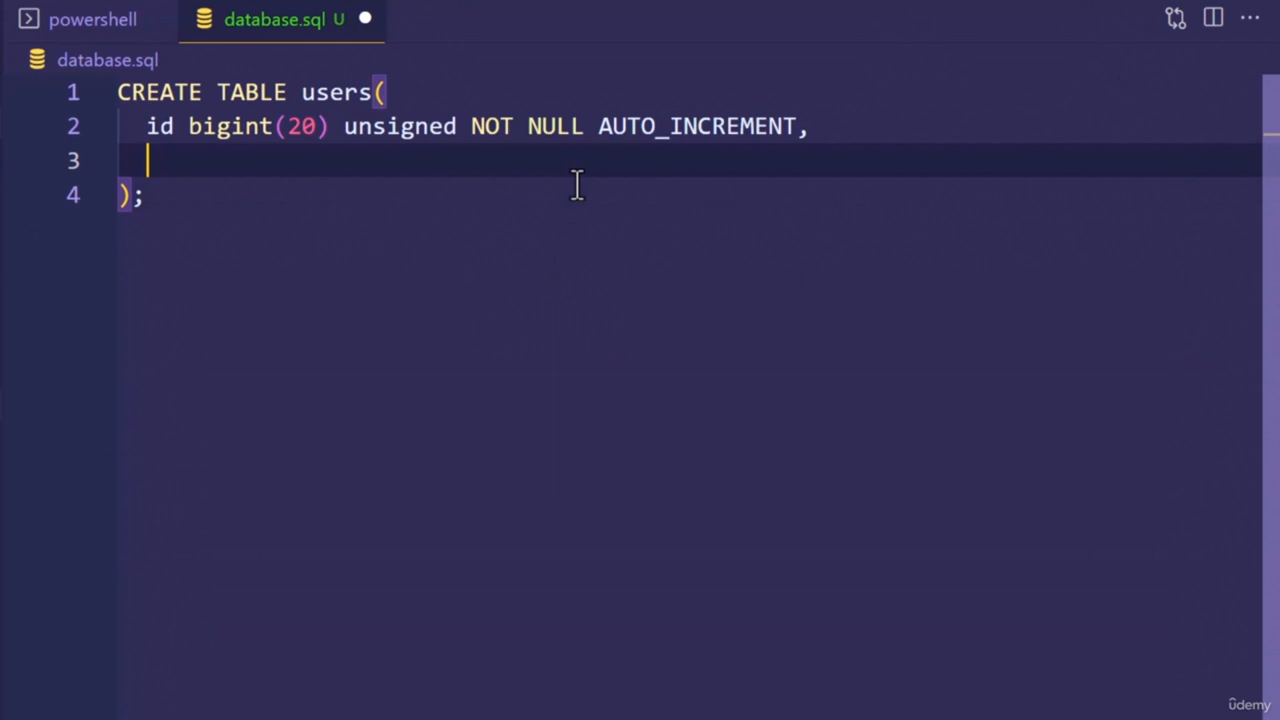 powershell
database.sql U
database.sql
1 CREATE TABLE users(
2 id bigint(20) unsigned NOT NULL AUTO_INCREMENT,
3
4 );
ûdemy